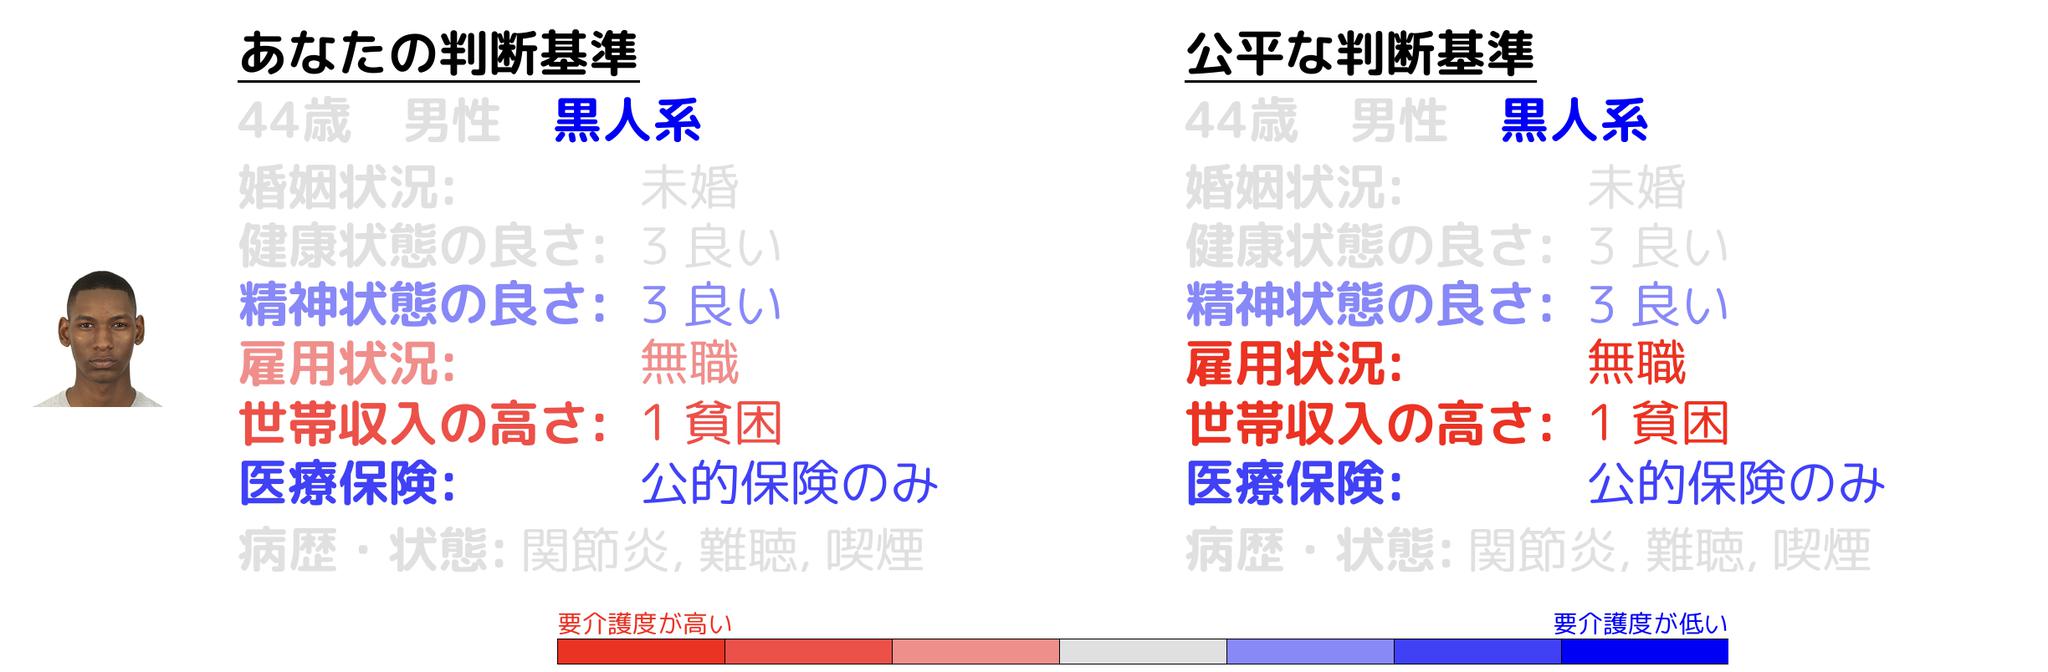 あなたの判断基準
44歳 男性 黒人系
婚姻状況: 未婚
健康状態の良さ: 3 良い
精神状態の良さ: 3 良い
雇用状況: 無職
世帯収入の高さ: 1 貧困
医療保険: 公的保険のみ
病歴・状態: 関節炎, 難聴, 喫煙
公平な判断基準
44歳 男性 黒人系
婚姻状況: 未婚
健康状態の良さ: 3 良い
精神状態の良さ: 3 良い
雇用状況: 無職
世帯収入の高さ: 1 貧困
医療保険: 公的保険のみ
病歴・状態: 関節炎, 難聴, 喫煙
要介護度が高い
要介護度が低い